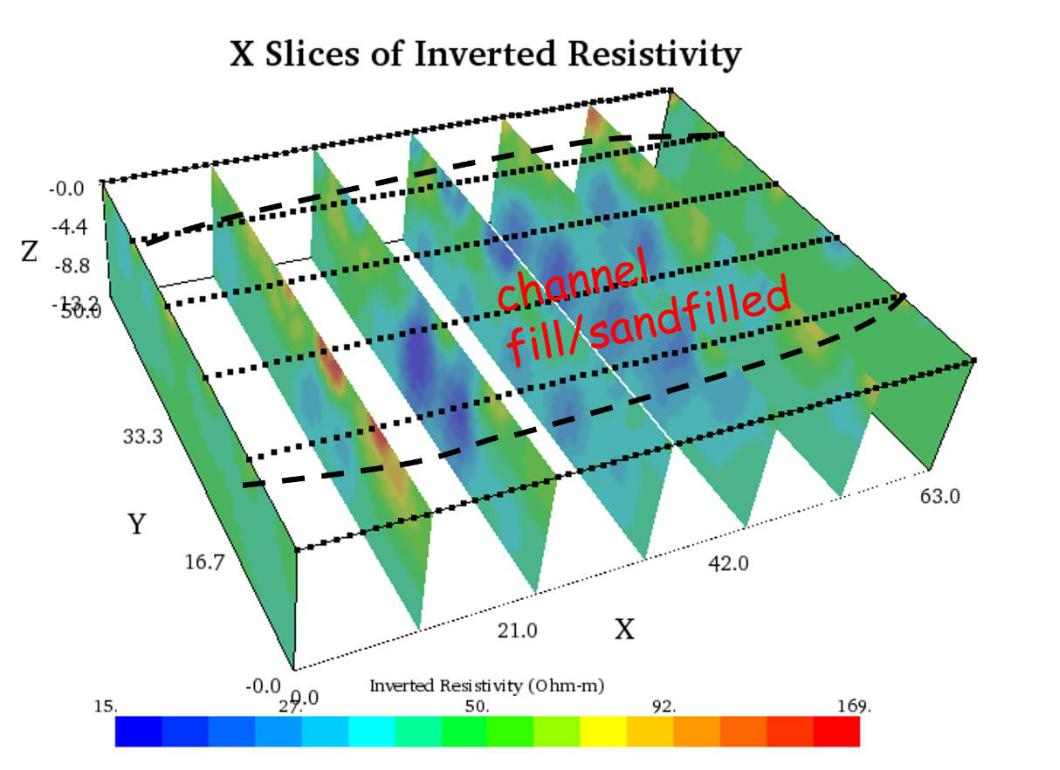 X Slices of Inverted Resistivity
-0.0
-4.4
Z
-8.8
-13.2
50.0
channel
fill/sandfilled
33.3
Y
16.7
63.0
42.0
21.0
X
-0.0
0.0
Inverted Resistivity (Ohm-m)
15. 27. 50. 92. 169.